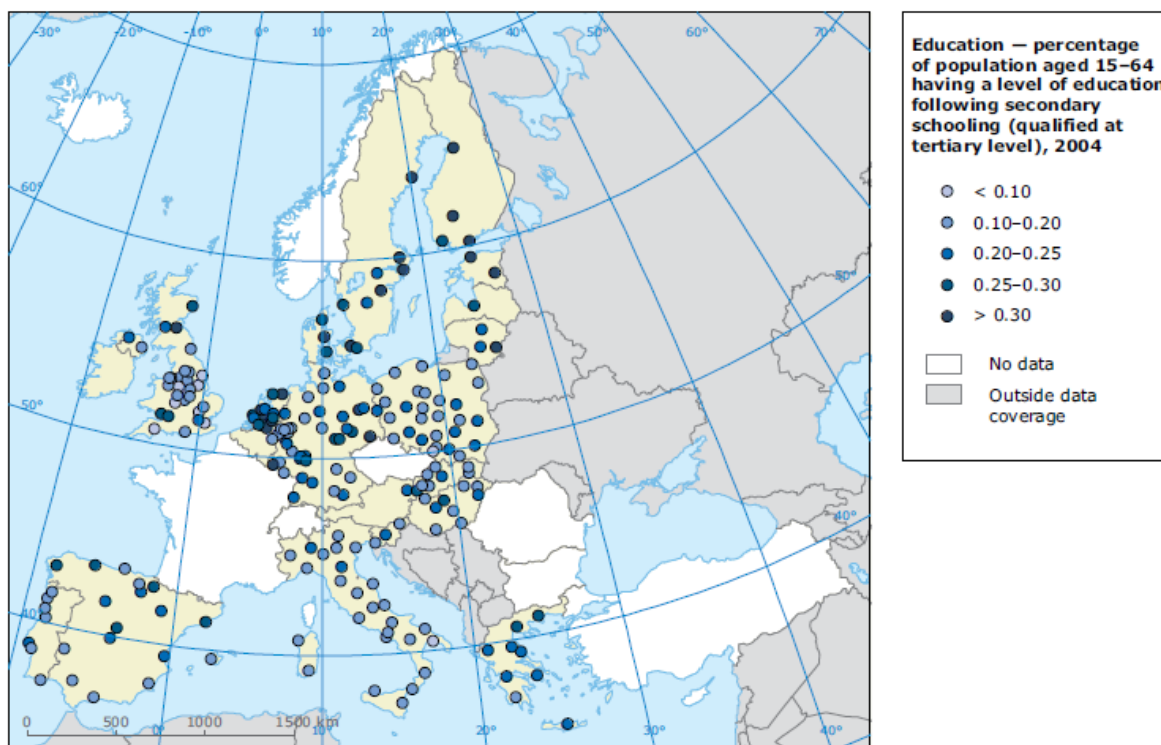 -30°
-20°
-10°
0°
10°
20°
30°
40°
50°
60°
70°
60°
50°
50°
40°
40°
0
500
1000
1500 km
0°
10°
20°
30°
40°
Education — percentage
of population aged 15–64
having a level of education
following secondary
schooling (qualified at
tertiary level), 2004
< 0.10
0.10–0.20
0.20–0.25
0.25–0.30
> 0.30
No data
Outside data
coverage